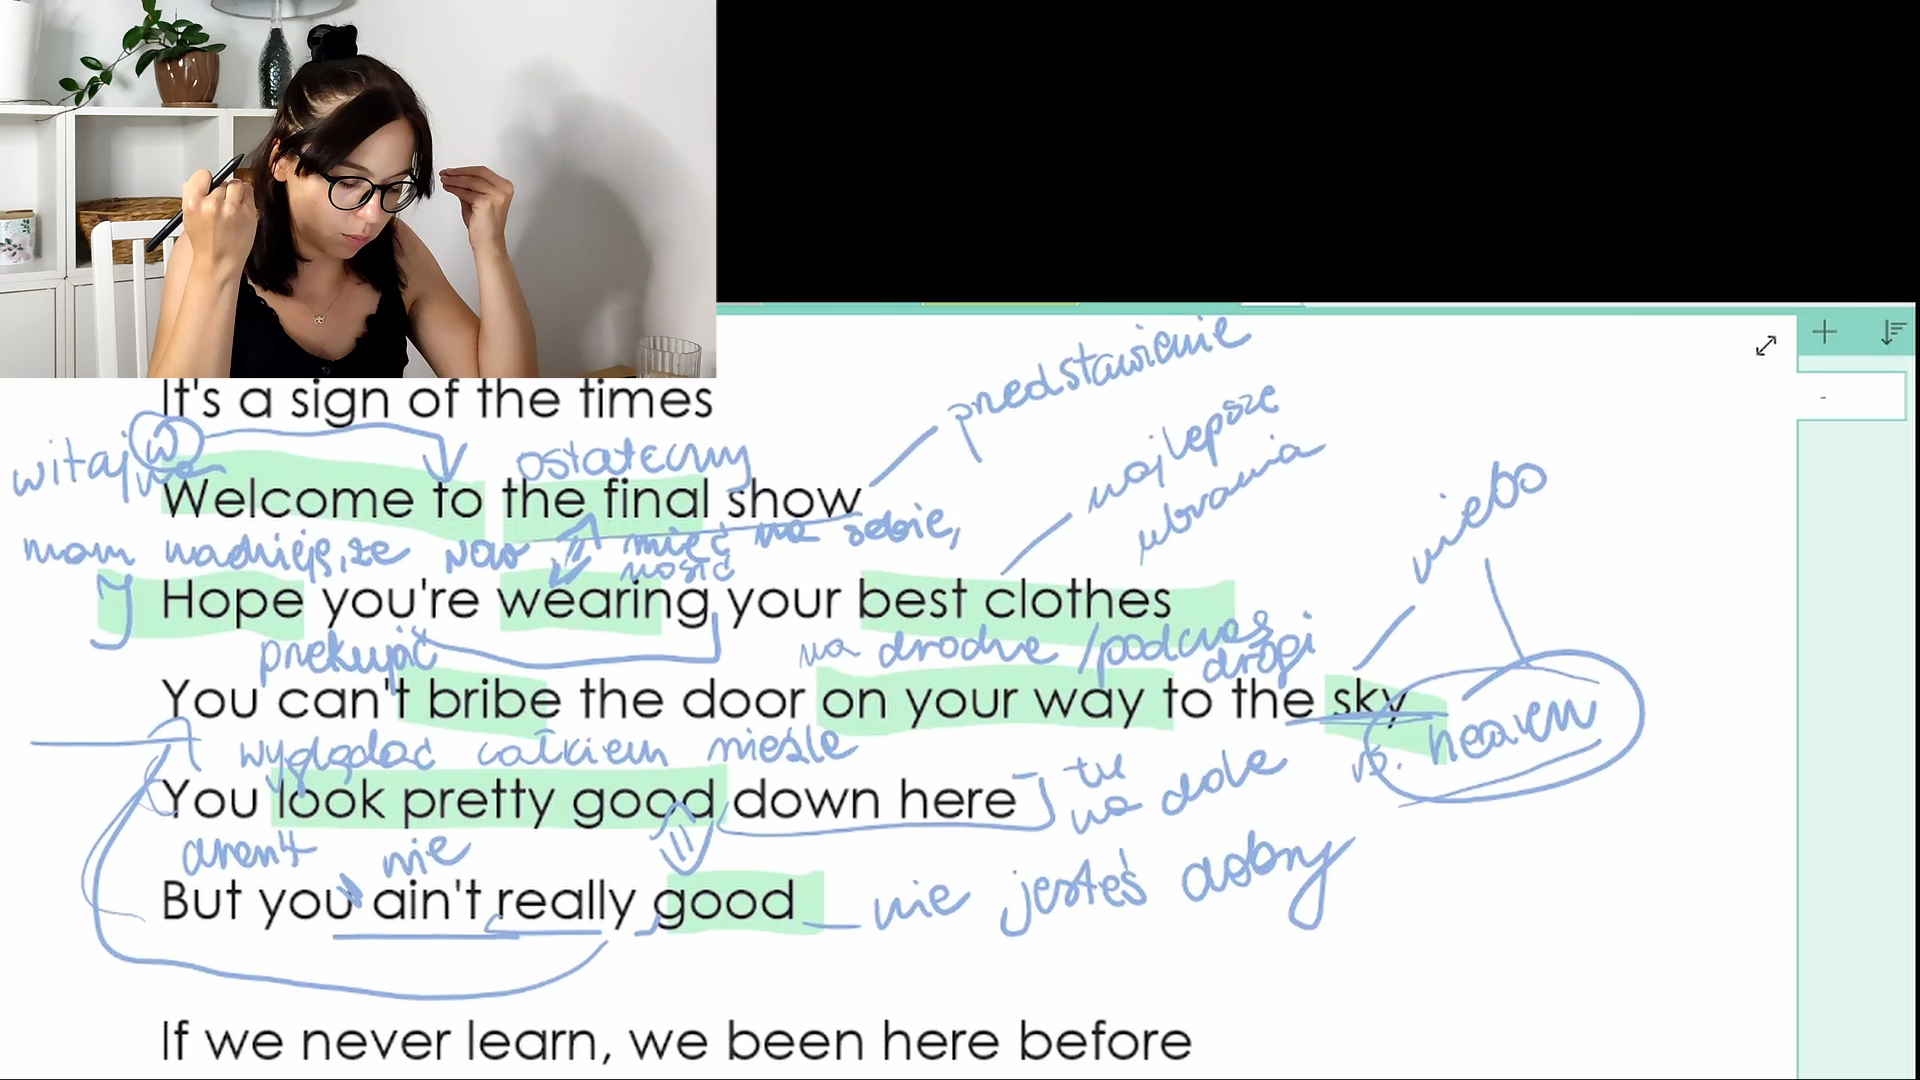 przedstawienie
It's a sign of the times
najlepsze
ubrania
witaj w
ostateczny
niebo
Welcome to the final show
mam nadzieję, że
mieć na sobie,
nosić
Hope you're wearing your best clothes
przekupić
na drodze / podczas
drogi
You can't bribe the door on your way to the sky
vs. heaven
wyglądać całkiem nieźle
tu
na dole
You look pretty good down here
aren't nie
But you ain't really good
nie jesteś dobry
If we never learn, we been here before